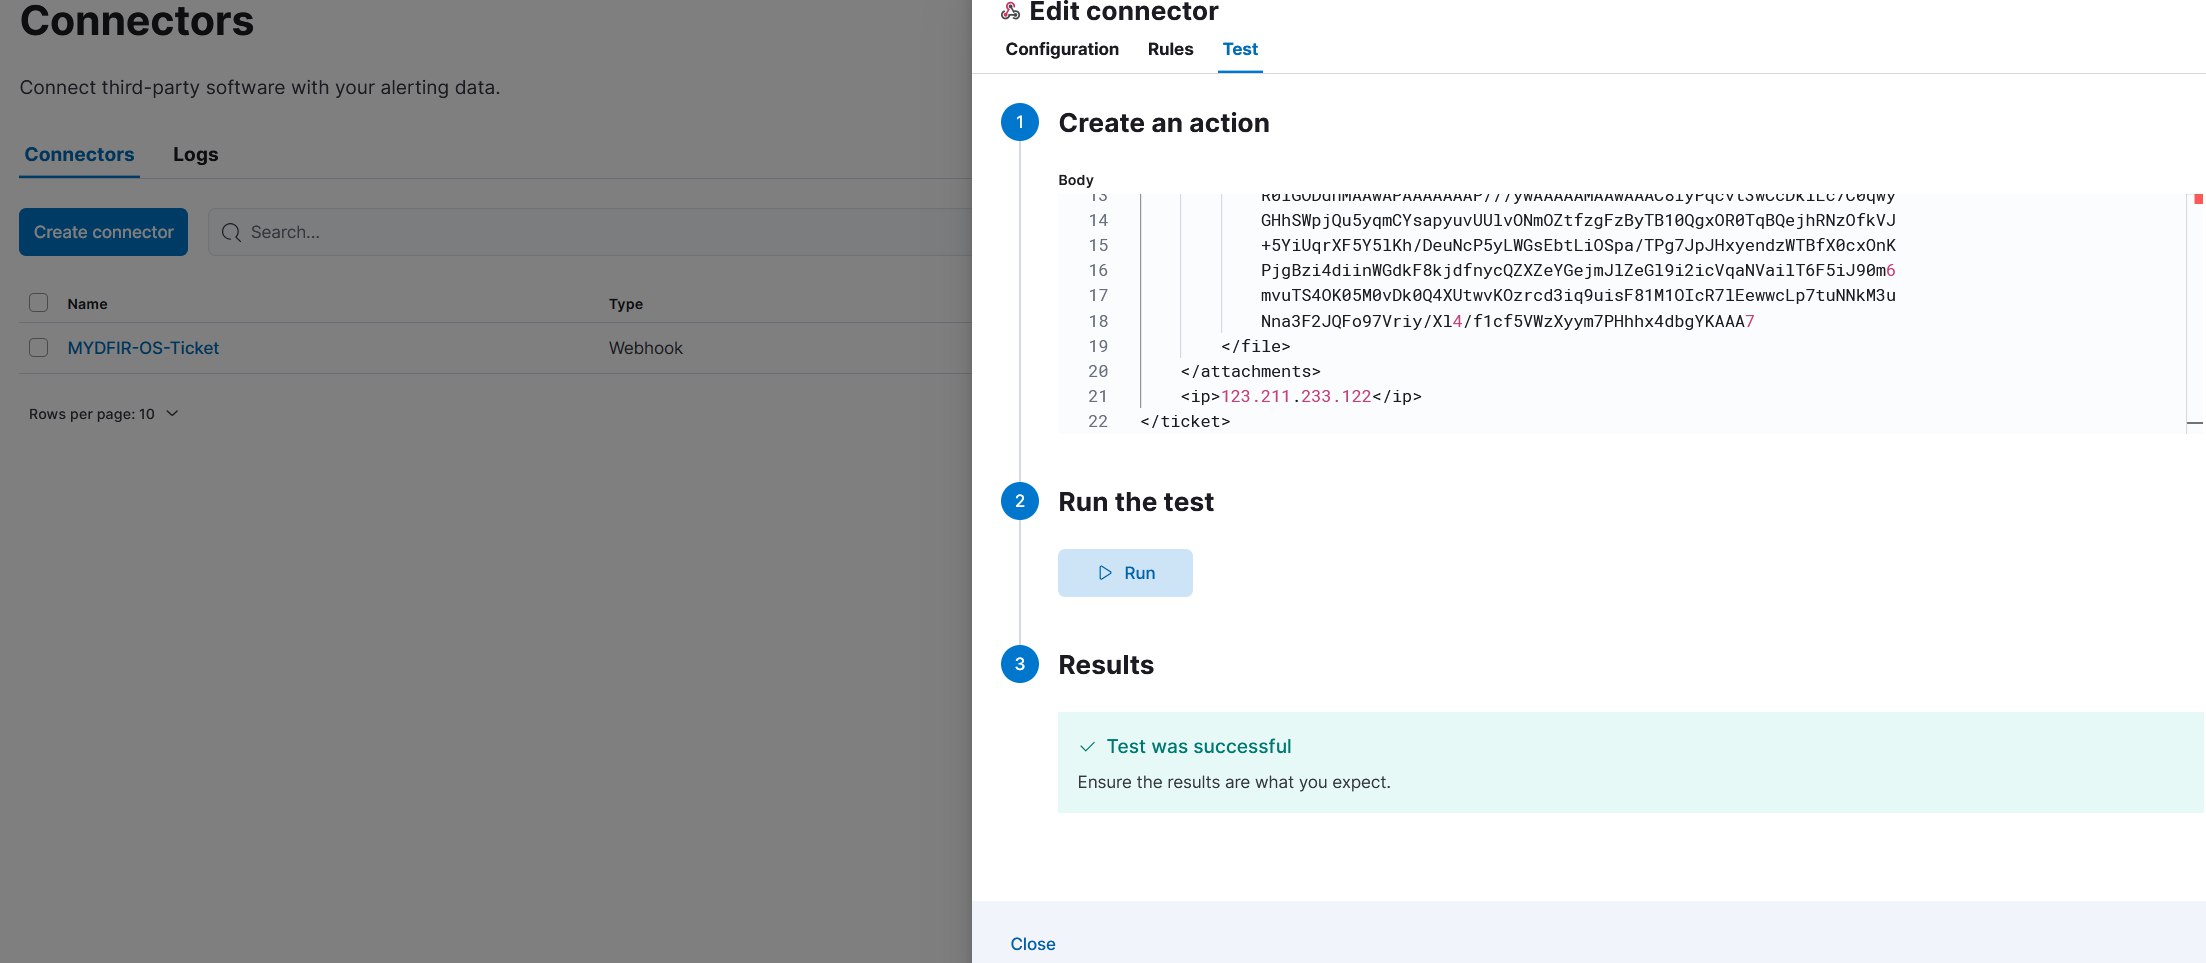 Connectors
Connect third-party software with your alerting data.
Connectors Logs
Create connector Search...
Name Type
MYDFIR-OS-Ticket Webhook
Rows per page: 10
Edit connector
Configuration Rules Test
1 Create an action
Body
13
14 GHhSWpjQu5yqmCYsapyuvUUlvONmOZtfzgFzByTB10QgxOR0TqBQejhRNzOfkVJ
15 +5YiUqrXF5Y5lKh/DeuNcP5yLWGsEbtLiOSpa/TPg7JpJHxyendzWTBfX0cxOnK
16 PjgBzi4diinWGdkF8kjdfnycQZXZeYGejmJlZeGl9i2icVqaNVailT6F5iJ90m6
17 mvuTS4OK05M0vDk0Q4XUtwvKOzrcd3iq9uisF81M1OIcR7lEewwcLp7tuNNkM3u
18 Nna3F2JQFo97Vriy/Xl4/f1cf5VWzXyym7PHhhx4dbgYKAAA7
19 </file>
20 </attachments>
21 <ip>123.211.233.122</ip>
22 </ticket>
2 Run the test
Run
3 Results
Test was successful
Ensure the results are what you expect.
Close